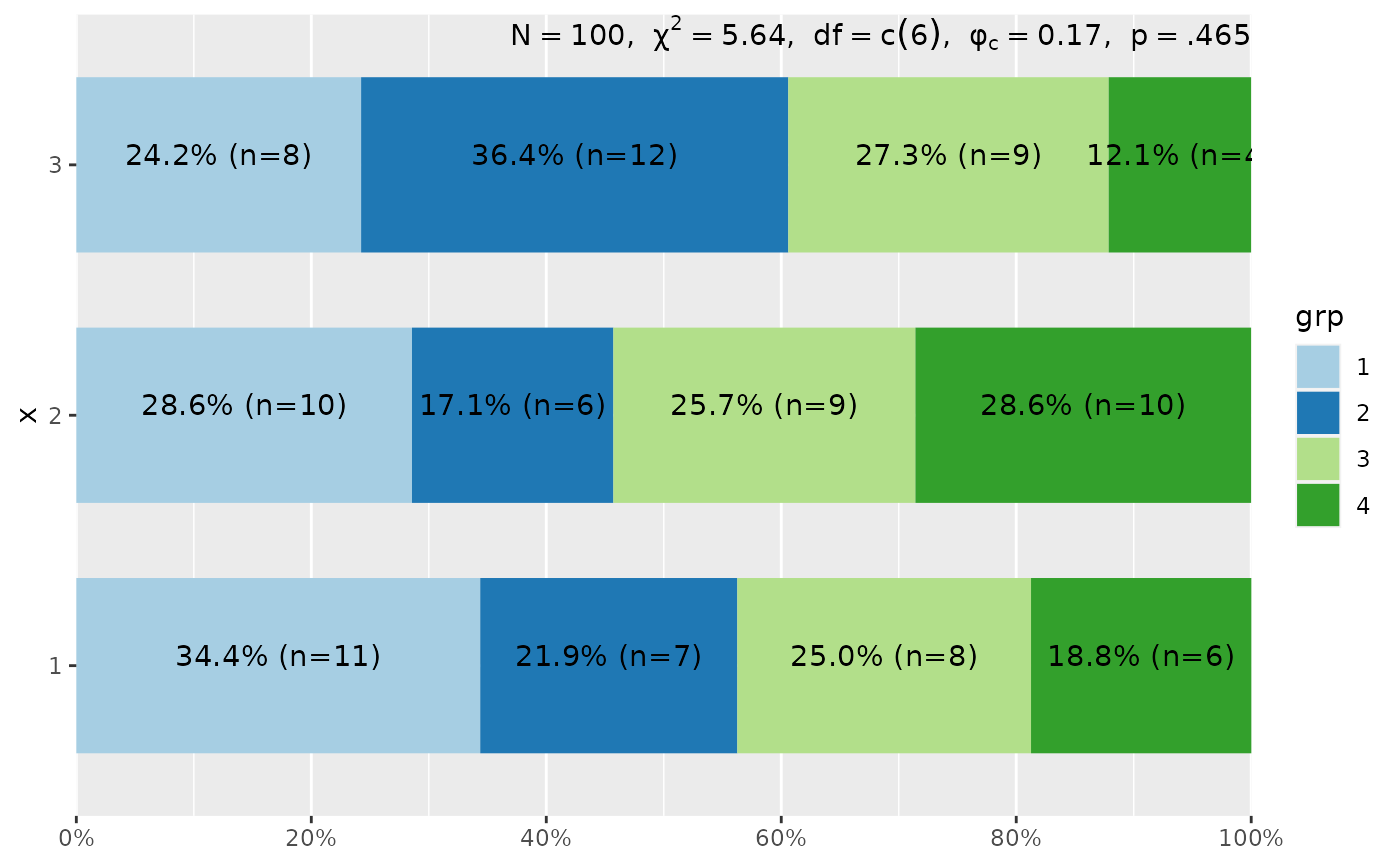 N = 100, χ2 = 5.64, df = c(6), φc = 0.17, p = .465
3
24.2% (n=8) 36.4% (n=12) 27.3% (n=9) 12.1% (n=4
x
2
28.6% (n=10) 17.1% (n=6) 25.7% (n=9) 28.6% (n=10)
1
34.4% (n=11) 21.9% (n=7) 25.0% (n=8) 18.8% (n=6)
0% 20% 40% 60% 80% 100%
grp
1
2
3
4